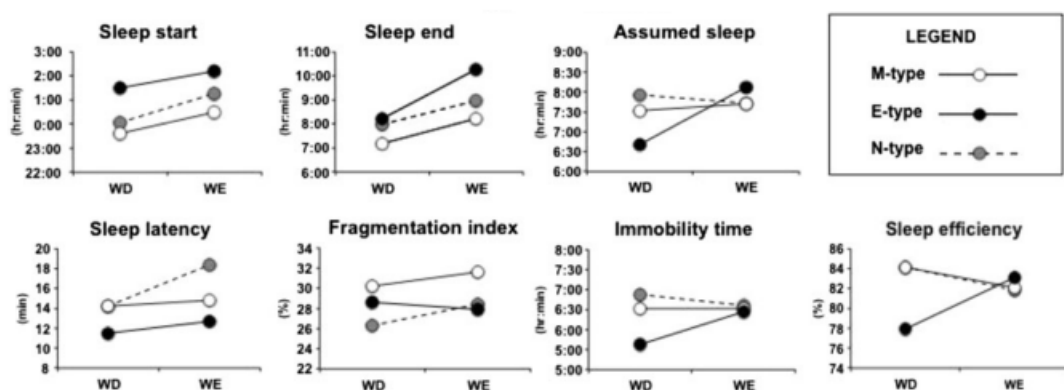 Sleep start
3:00
2:00
1:00
0:00
23:00
22:00
(hr:min)
WD WE
Sleep end
11:00
10:00
9:00
8:00
7:00
6:00
(hr:min)
WD WE
Assumed sleep
9:00
8:30
8:00
7:30
7:00
6:30
6:00
(hr:min)
WD WE
LEGEND
M-type
E-type
N-type
Sleep latency
20
18
16
14
12
10
8
(min)
WD WE
Fragmentation index
34
32
30
28
26
24
22
(%)
WD WE
Immobility time
8:00
7:30
7:00
6:30
6:00
5:00
5:00
(hr:min)
WD WE
Sleep efficiency
86
84
82
80
78
76
74
(%)
WD WE